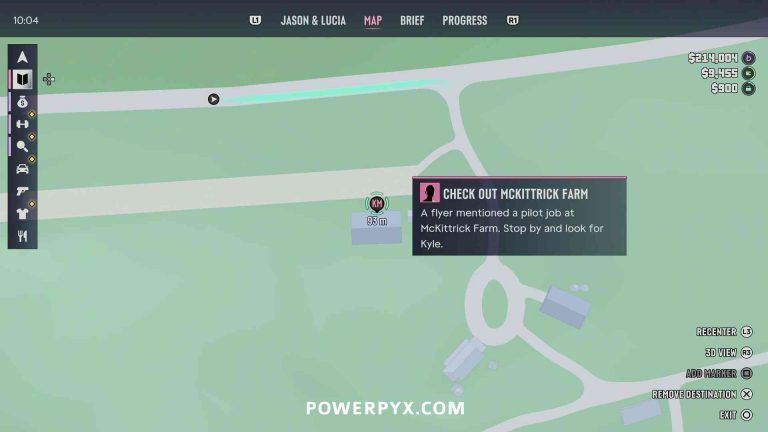 10:04
L1 JASON & LUCIA MAP BRIEF PROGRESS R1
$214,004
$9,455
$900
KM
93 m
CHECK OUT MCKITTRICK FARM
A flyer mentioned a pilot job at
McKittrick Farm. Stop by and look for
Kyle.
RECENTER L3
3D VIEW R3
ADD MARKER
REMOVE DESTINATION
EXIT
POWERPYX.COM